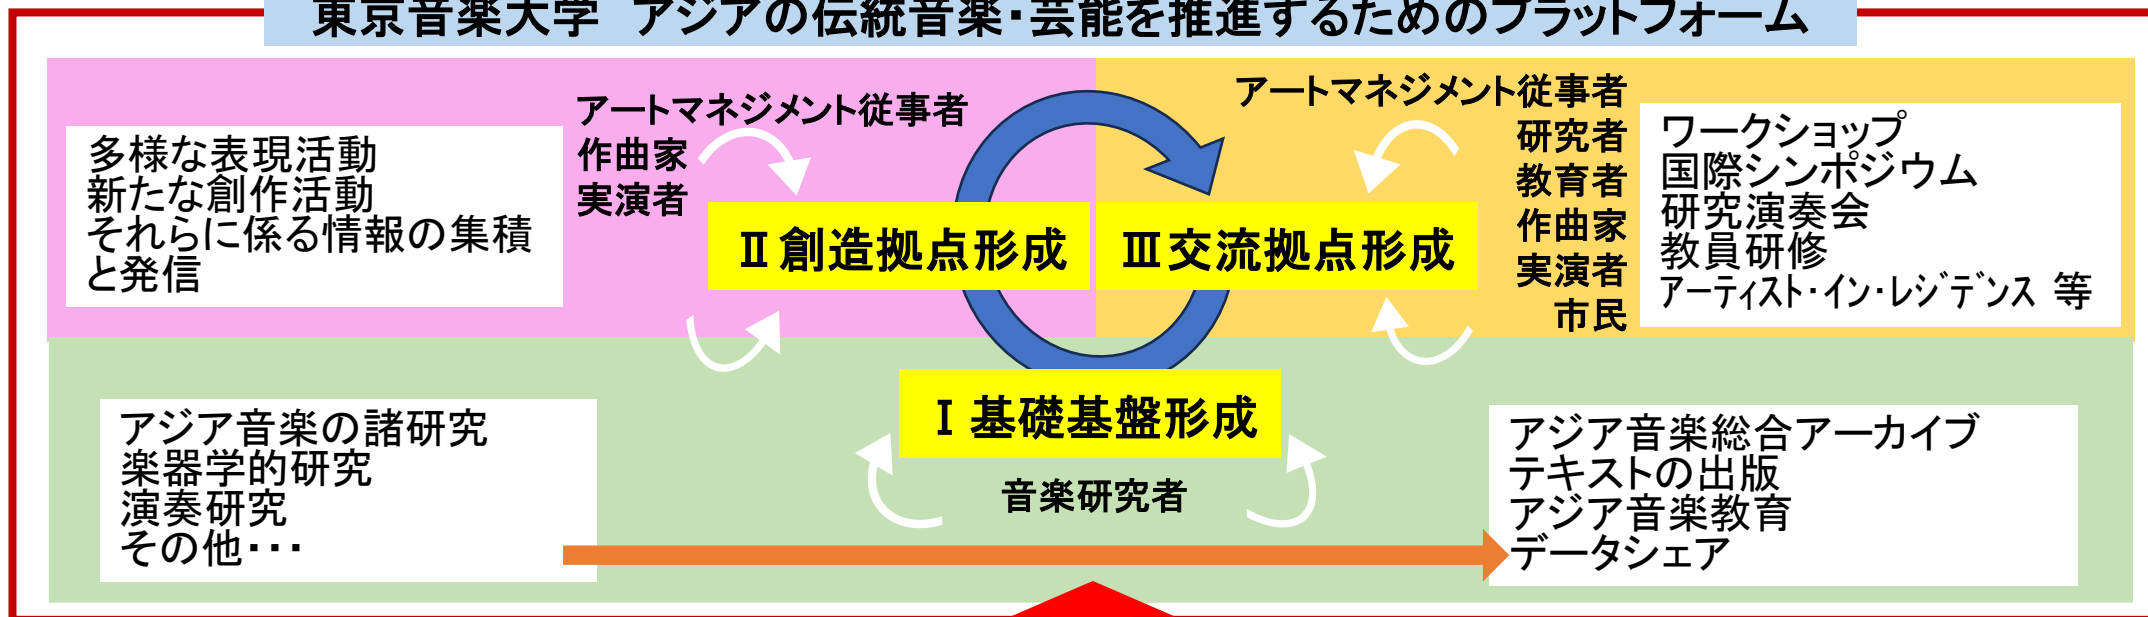 東京音楽大学　アジアの伝統音楽・芸能を推進するためのプラットフォーム
アートマネジメント従事者
作曲家
実演者
多様な表現活動
新たな創作活動
それらに係る情報の集積
と発信
Ⅱ創造拠点形成
アートマネジメント従事者
研究者
教育者
作曲家
実演者
市民
ワークショップ
国際シンポジウム
研究演奏会
教員研修
ｱｰﾃｨｽﾄ･ｲﾝ･ﾚｼﾞﾃﾞﾝｽ 等
Ⅲ交流拠点形成
Ⅰ基礎基盤形成
音楽研究者
アジア音楽の諸研究
楽器学的研究
演奏研究
その他・・・
アジア音楽総合アーカイブ
テキストの出版
アジア音楽教育
データシェア